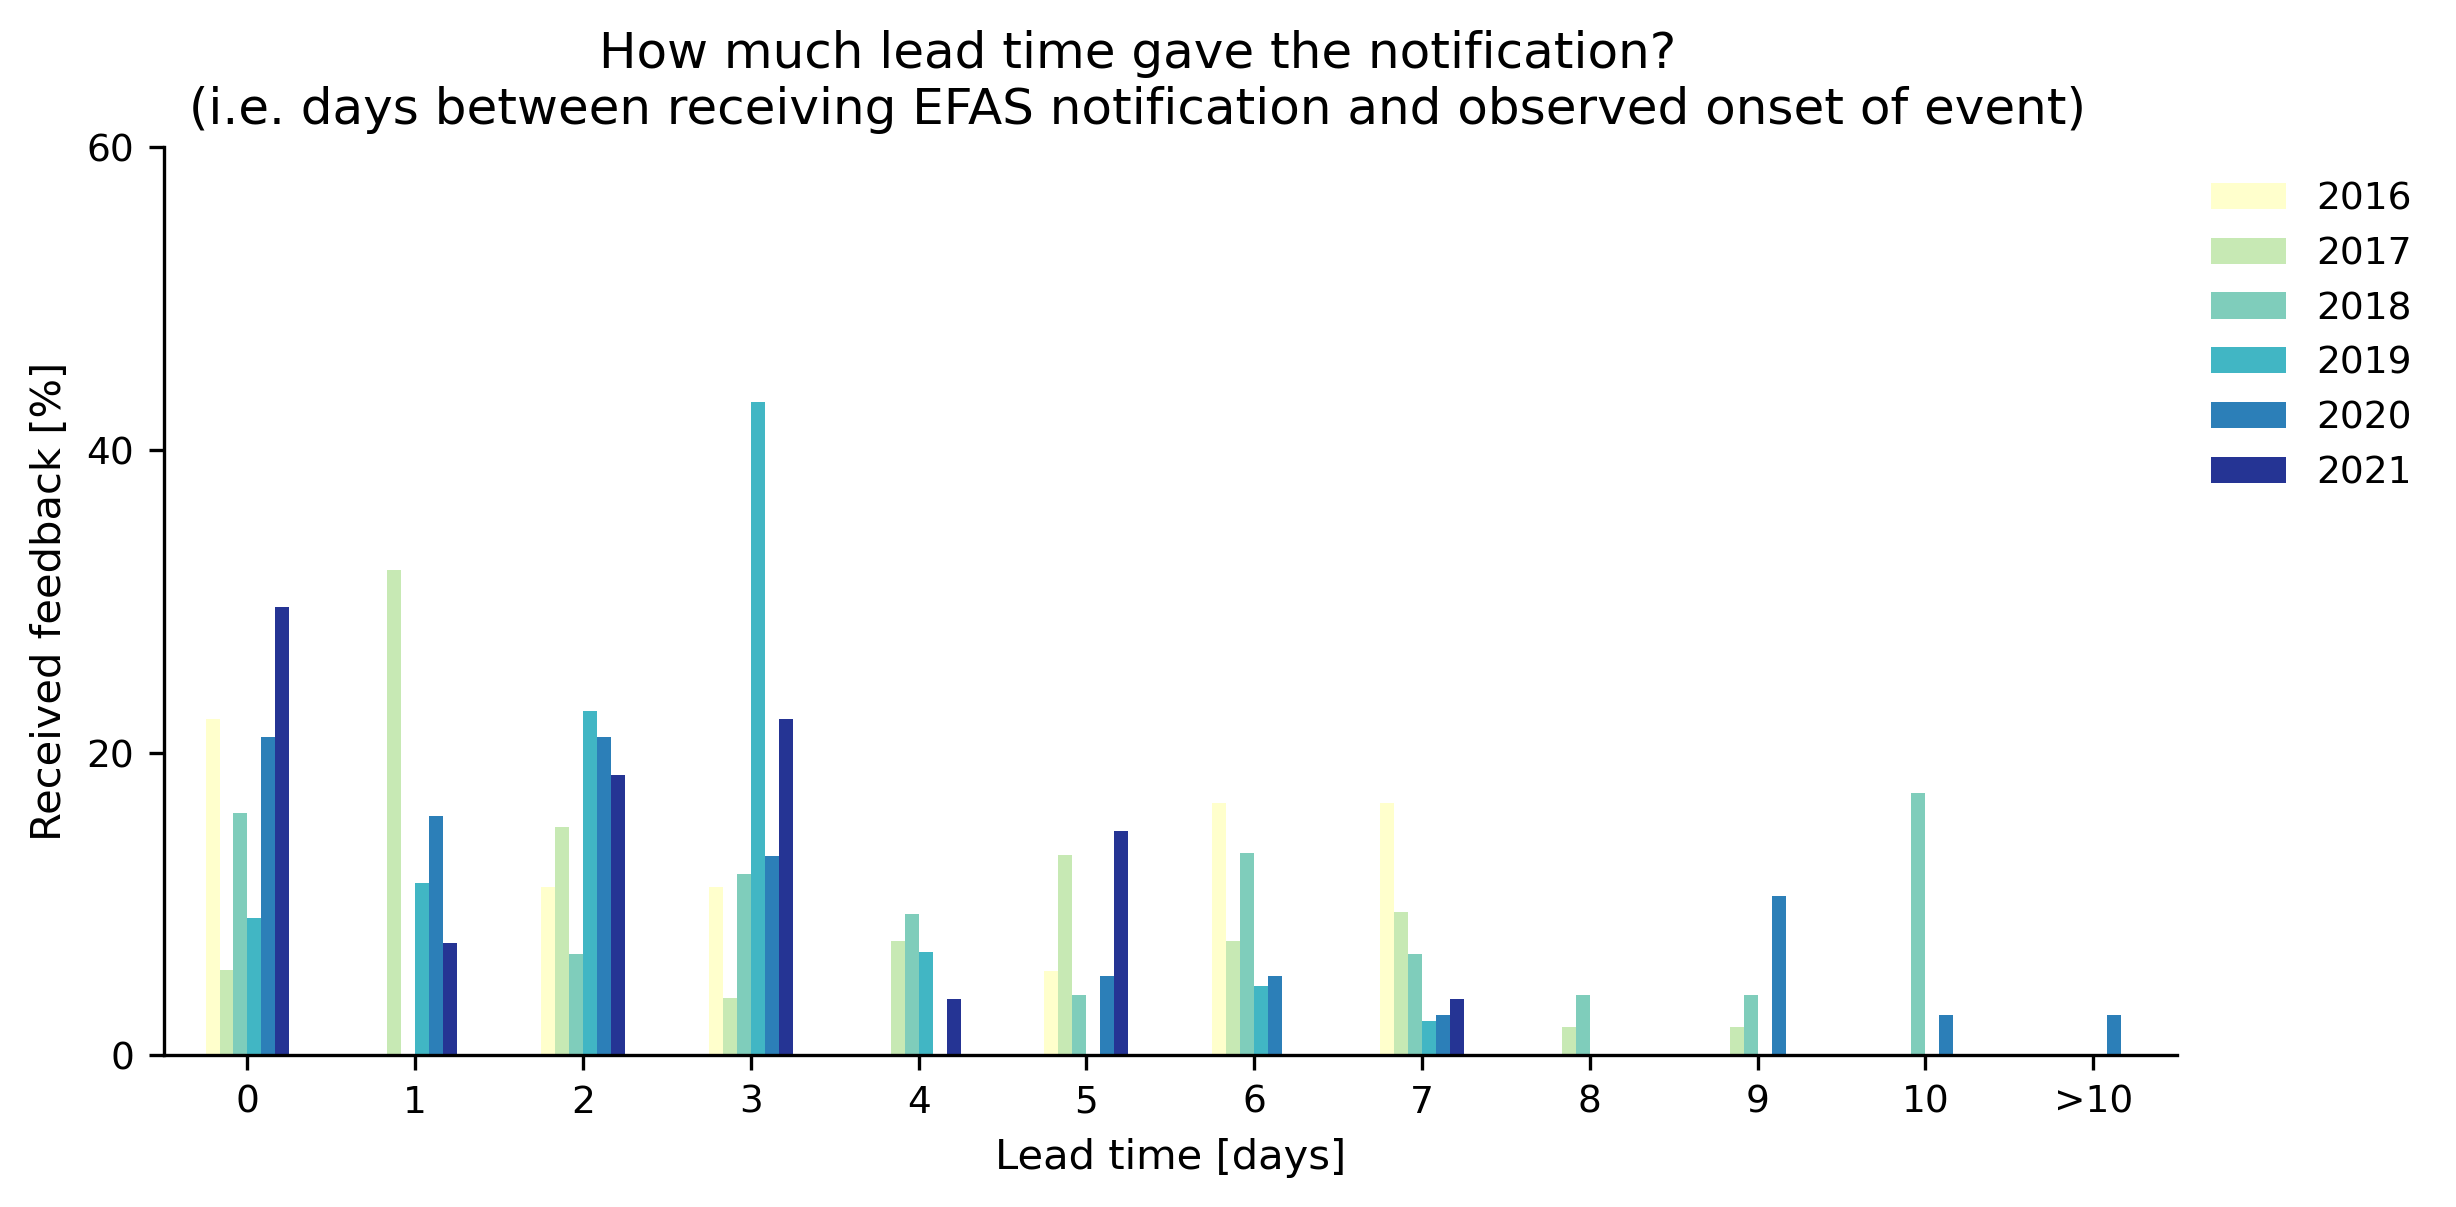 How much lead time gave the notification?
(i.e. days between receiving EFAS notification and observed onset of event)
60
40
20
0
Received feedback [%]
0 1 2 3 4 5 6 7 8 9 10 >10
Lead time [days]
2016
2017
2018
2019
2020
2021